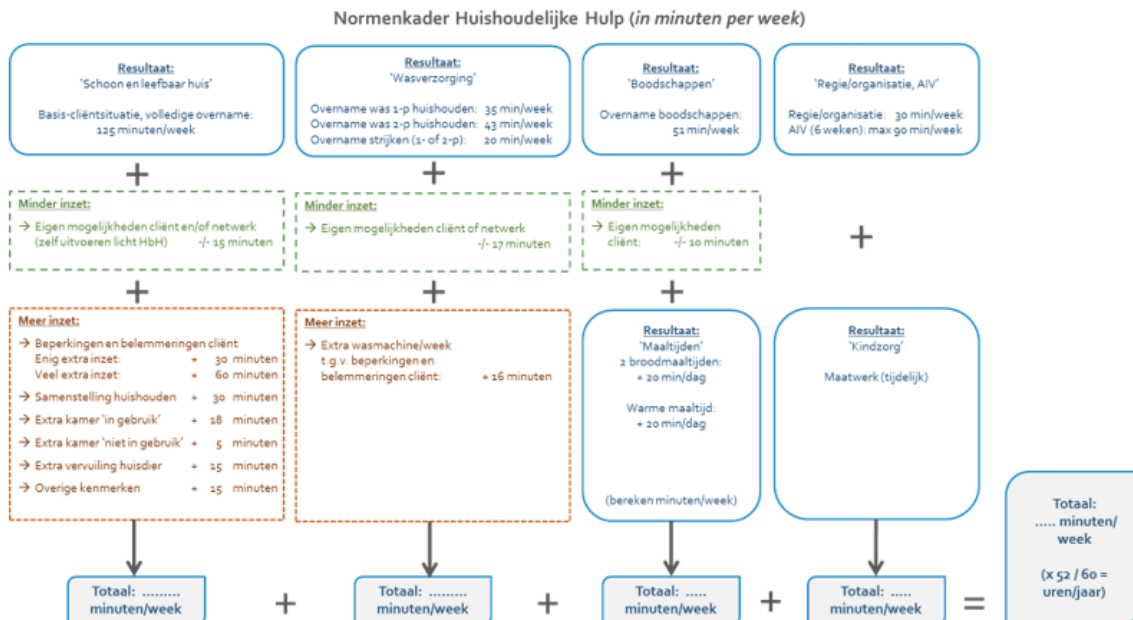 Normenkader Huishoudelijke Hulp (in minuten per week)
Resultaat:
'Schoon en leefbaar huis'
Basis-cliëntsituatie, volledige overname:
125 minuten/week
Resultaat:
'Wasverzorging'
Overname was 1-p huishouden: 35 min/week
Overname was 2-p huishouden: 43 min/week
Overname strijken (1- of 2-p): 20 min/week
Resultaat:
'Boodschappen'
Overname boodschappen:
51 min/week
Resultaat:
'Regie/organisatie, AIV'
Regie/organisatie: 30 min/week
AIV (6 weken): max 90 min/week
+
+
+
Minder inzet:
→ Eigen mogelijkheden cliënt en/of netwerk
(zelf uitvoeren licht HbH) -/- 15 minuten
Minder inzet:
→ Eigen mogelijkheden cliënt of netwerk
-/- 17 minuten
Minder inzet:
→ Eigen mogelijkheden
cliënt: -/- 10 minuten
+
+
+
+
Meer inzet:
→ Beperkingen en belemmeringen cliënt
Enig extra inzet: + 30 minuten
Veel extra inzet: + 60 minuten
→ Samenstelling huishouden + 30 minuten
→ Extra kamer 'in gebruik' + 18 minuten
→ Extra kamer 'niet in gebruik' + 5 minuten
→ Extra vervuiling huisdier + 15 minuten
→ Overige kenmerken + 15 minuten
Meer inzet:
→ Extra wasmachine/week
t.g.v. beperkingen en
belemmeringen cliënt: + 16 minuten
Resultaat:
'Maaltijden'
2 broodmaaltijden:
+ 20 min/dag
Warme maaltijd:
+ 20 min/dag
(bereken minuten/week)
Resultaat:
'Kindzorg'
Maatwerk (tijdelijk)
Totaal: .........
minuten/week
+
Totaal: .........
minuten/week
+
Totaal: .....
minuten/week
+
Totaal: .....
minuten/week
=
Totaal:
..... minuten/
week
(x 52 / 60 =
uren/jaar)